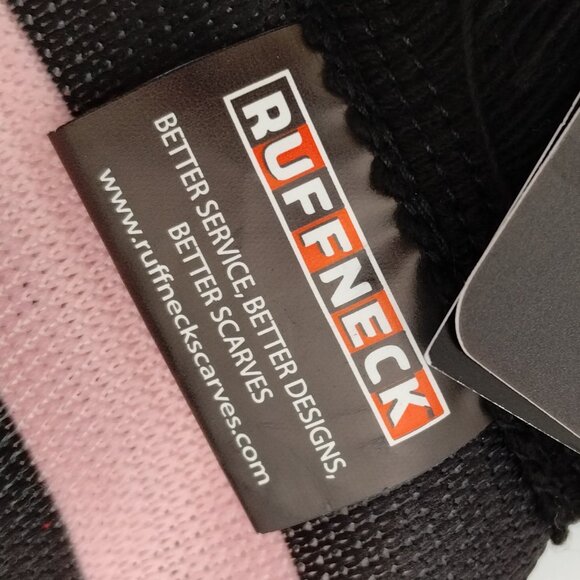 RUFFNECK
BETTER SERVICE, BETTER DESIGNS,
BETTER SCARVES
www.ruffneckscarves.com